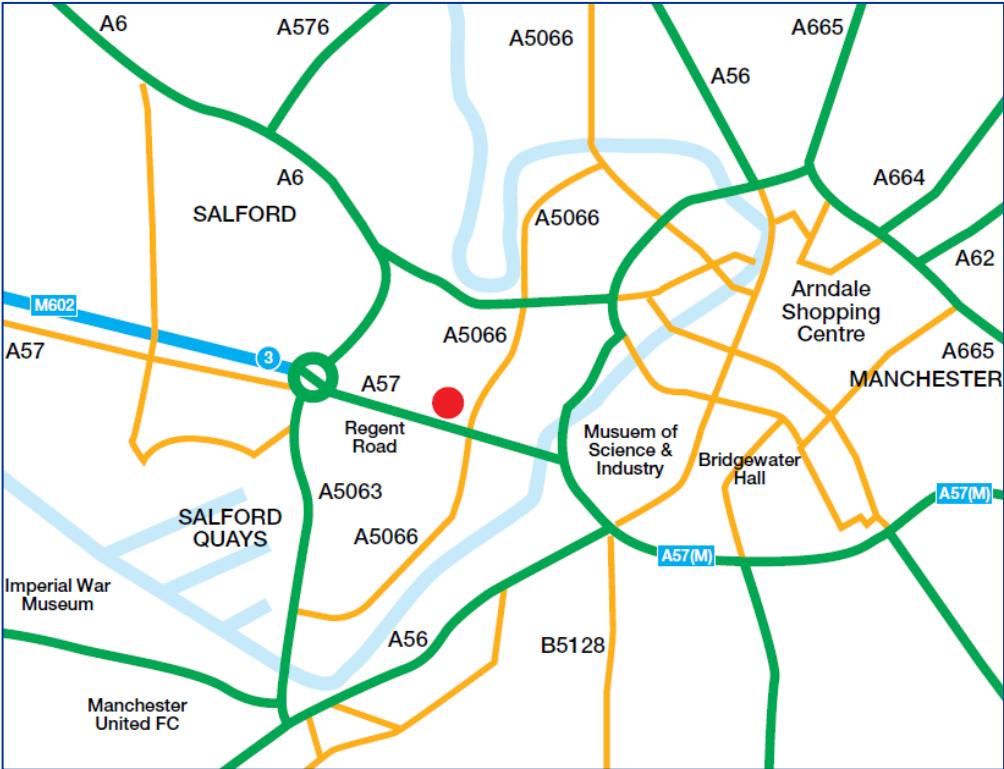 A6
A576
A5066
A665
A56
A6
A664
SALFORD
A5066
A62
Arndale
Shopping
Centre
M602
A5066
A57
3
A665
A57
MANCHESTER
Regent
Road
Musuem of
Science &
Industry
Bridgewater
Hall
A5063
A57(M)
SALFORD
QUAYS
A5066
A57(M)
Imperial War
Museum
A56
B5128
Manchester
United FC